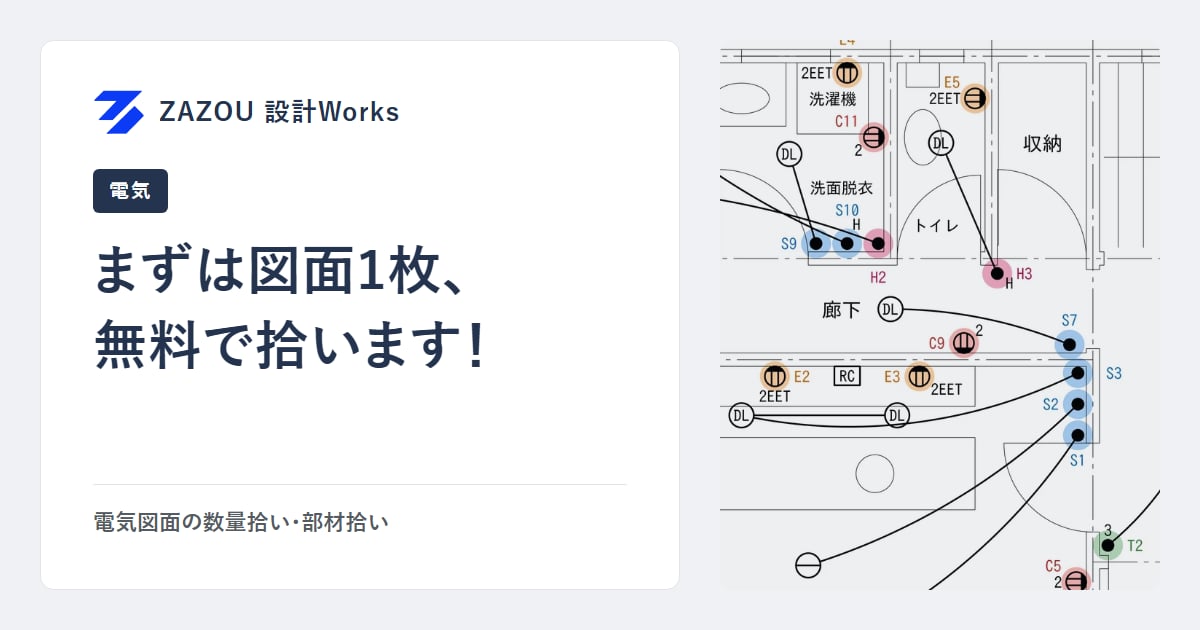 ZAZOU 設計Works
電気
まずは図面1枚、
無料で拾います!
電気図面の数量拾い・部材拾い
E4
2EET
洗濯機
C11
2
DL
洗面脱衣
S10
H
S9
H2
E5
2EET
DL
収納
トイレ
H3
H
廊下
DL
C9
2
S7
E2
2EET
RC
E3
2EET
S3
DL
DL
S2
S1
3
T2
C5
2